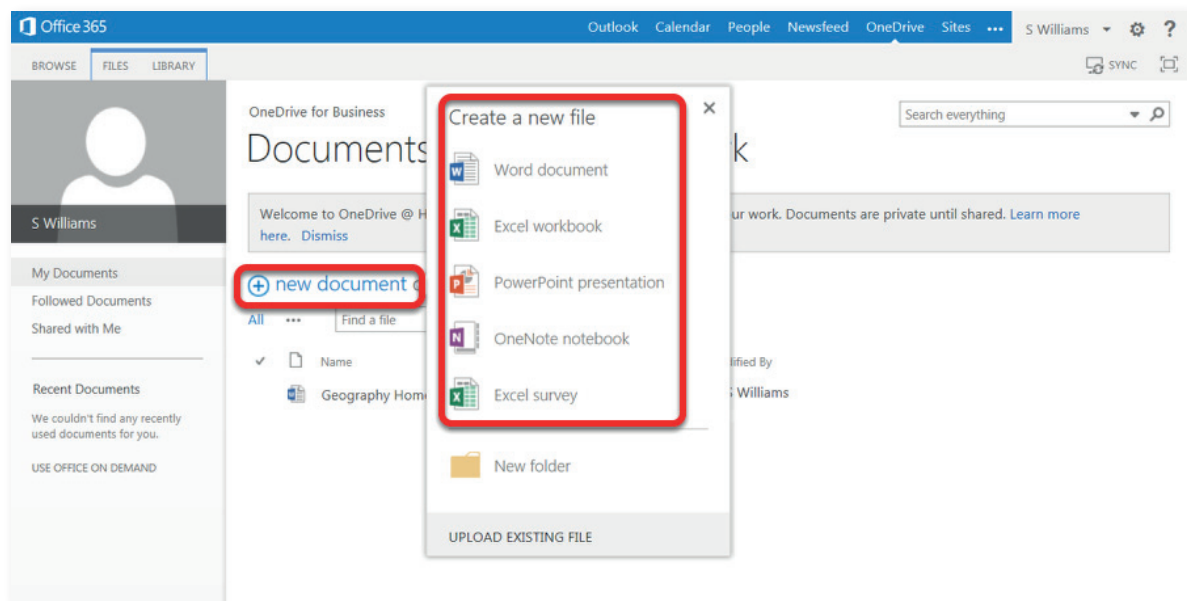 Office 365
Outlook Calendar People Newsfeed OneDrive Sites ••• S Williams ?
BROWSE FILES LIBRARY
SYNC
S Williams
My Documents
Followed Documents
Shared with Me
Recent Documents
We couldn't find any recently
used documents for you.
USE OFFICE ON DEMAND
OneDrive for Business
Search everything
Documents
Welcome to OneDrive @ ur work. Documents are private until shared. Learn more
here. Dismiss
+ new document
All ••• Find a file
Name lified By
Geography S Williams
Create a new file
Word document
Excel workbook
PowerPoint presentation
OneNote notebook
Excel survey
New folder
UPLOAD EXISTING FILE